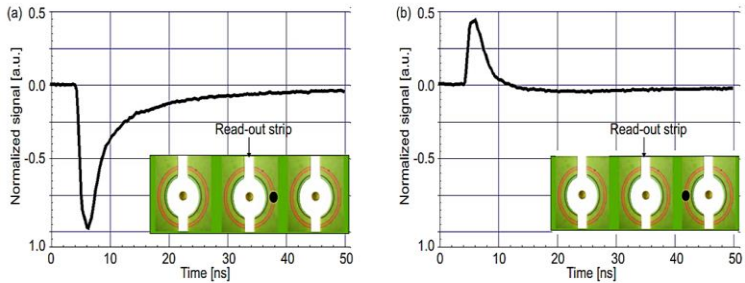 (a)
Normalized signal [a.u.]
0.5
0.0
-0.5
1.0
Read-out strip
0 10 20 30 40 50
Time [ns]
(b)
Normalized signal [a.u.]
0.5
0.0
-0.5
1.0
Read-out strip
0 10 20 30 40 50
Time [ns]